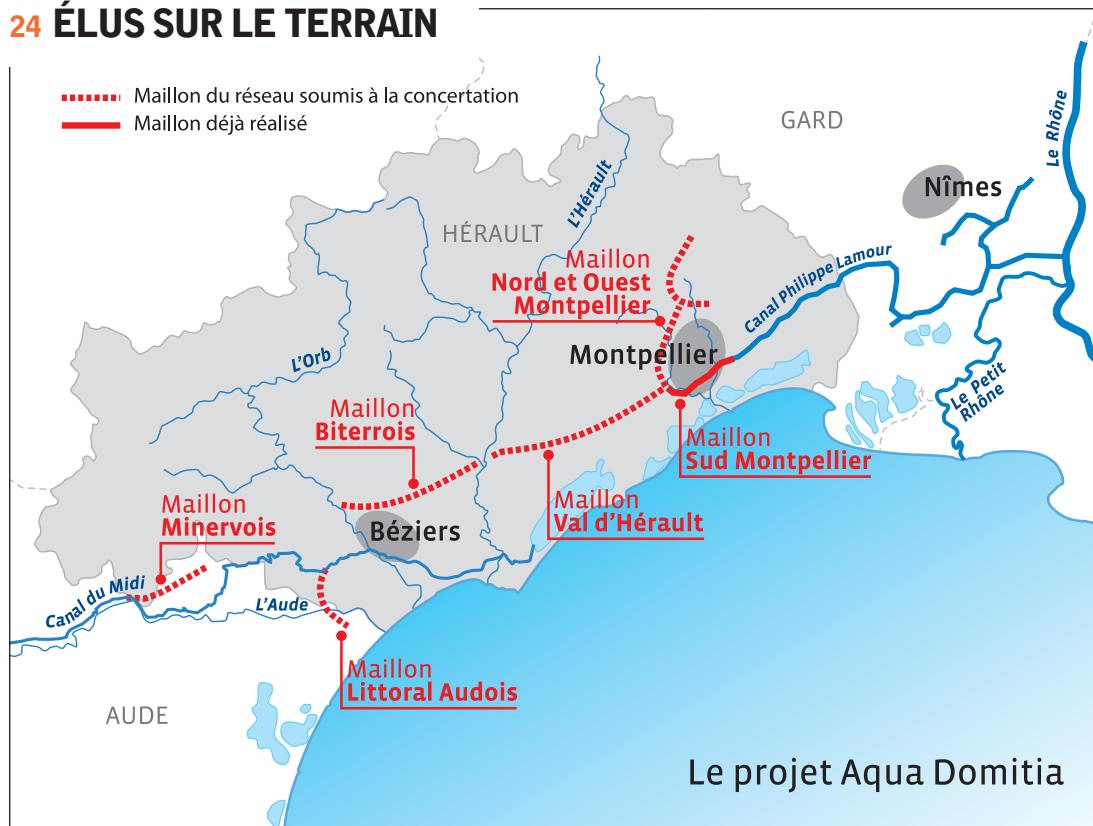 24 ÉLUS SUR LE TERRAIN
Maillon du réseau soumis à la concertation
Maillon déjà réalisé
GARD
Le Rhône
Nîmes
L'Hérault
HÉRAULT
Maillon
Nord et Ouest
Montpellier
Canal Philippe Lamour
Montpellier
L'Orb
Le Petit
Rhône
Maillon
Biterrois
Maillon
Sud Montpellier
Maillon
Val d'Hérault
Maillon
Minervois
Béziers
Canal du Midi
L'Aude
Maillon
Littoral Audois
AUDE
Le projet Aqua Domitia